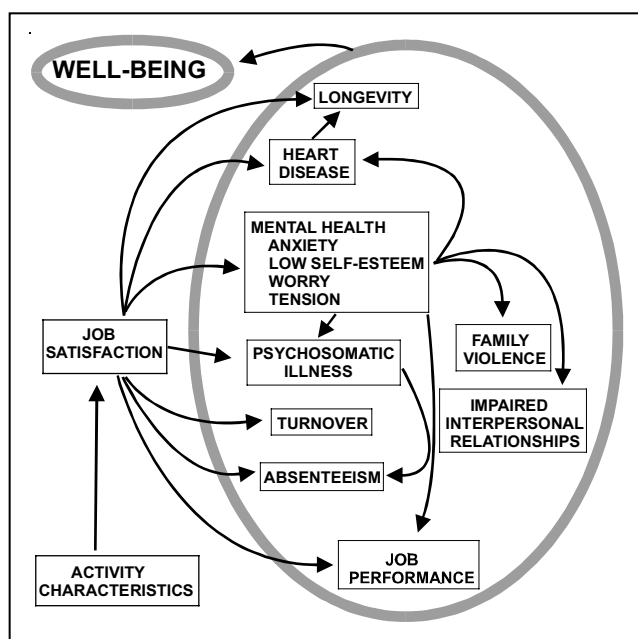 WELL-BEING
LONGEVITY
HEART
DISEASE
MENTAL HEALTH
ANXIETY
LOW SELF-ESTEEM
WORRY
TENSION
JOB
SATISFACTION
PSYCHOSOMATIC
ILLNESS
FAMILY
VIOLENCE
IMPAIRED
INTERPERSONAL
RELATIONSHIPS
TURNOVER
ABSENTEEISM
JOB
PERFORMANCE
ACTIVITY
CHARACTERISTICS